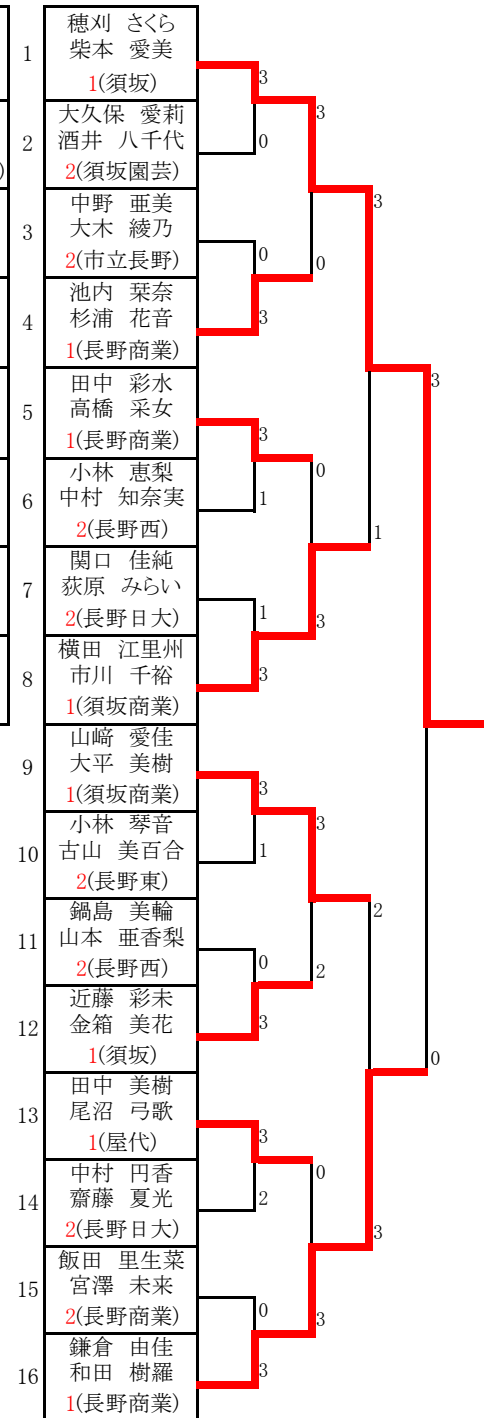 1
穂刈 さくら
柴本 愛美
1(須坂)
2
大久保 愛莉
酒井 八千代
2(須坂園芸)
)
3
中野 亜美
大木 綾乃
2(市立長野)
4
池内 栞奈
杉浦 花音
1(長野商業)
5
田中 彩水
高橋 采女
1(長野商業)
6
小林 恵梨
中村 知奈実
2(長野西)
7
関口 佳純
荻原 みらい
2(長野日大)
8
横田 江里州
市川 千裕
1(須坂商業)
9
山﨑 愛佳
大平 美樹
1(須坂商業)
10
小林 琴音
古山 美百合
2(長野東)
11
鍋島 美輪
山本 亜香梨
2(長野西)
12
近藤 彩未
金箱 美花
1(須坂)
13
田中 美樹
尾沼 弓歌
1(屋代)
14
中村 円香
齋藤 夏光
2(長野日大)
15
飯田 里生菜
宮澤 未来
2(長野商業)
16
鎌倉 由佳
和田 樹羅
1(長野商業)
3
0
0
3
3
1
1
3
3
1
0
3
3
2
0
3
3
0
0
3
3
2
0
3
3
1
2
3
3
0